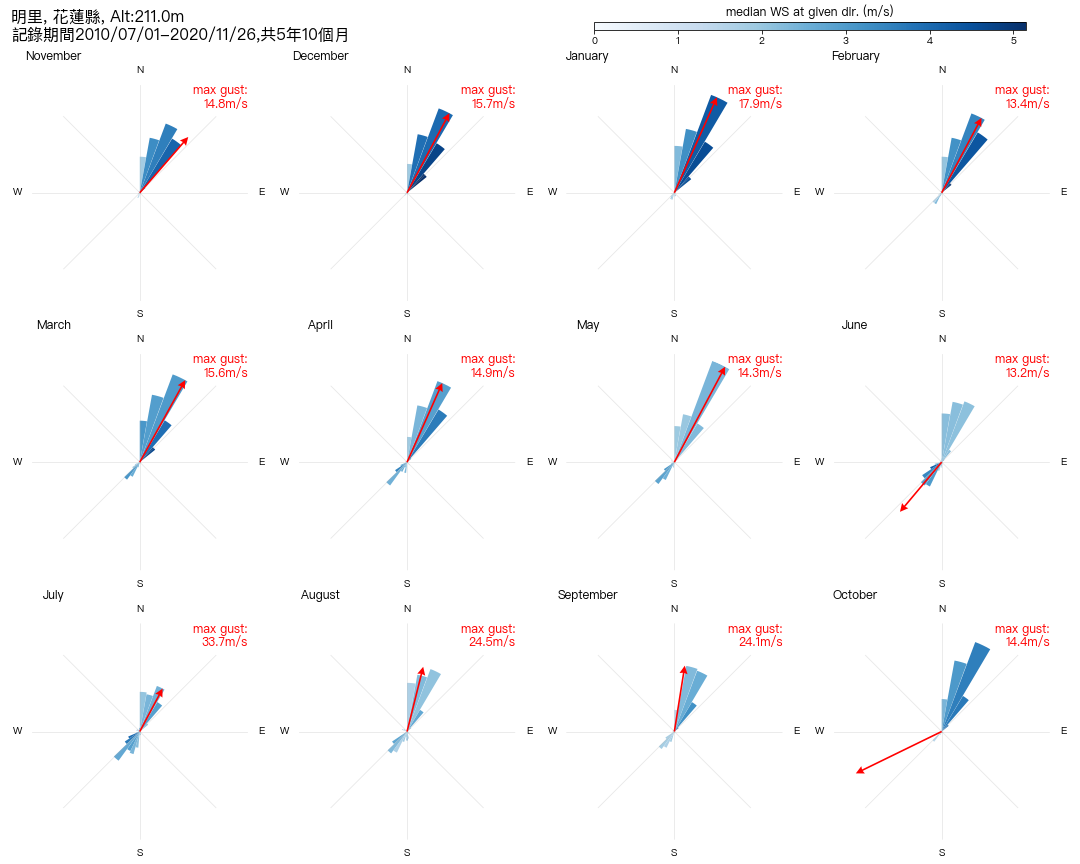 明里, 花蓮縣, Alt:211.0m
記錄期間2010/07/01−2020/11/26,共5年10個月
median WS at given dir. (m/s)
0 1 2 3 4 5
November
N
max gust:
14.8m/s
W E
S
December
N
max gust:
15.7m/s
W E
January
N
max gust:
17.9m/s
W E
S
February
N
max gust:
13.4m/s
W E
S
March
N
max gust:
15.6m/s
W E
S
April
N
max gust:
14.9m/s
W E
May
N
max gust:
14.3m/s
W E
S
June
N
max gust:
13.2m/s
W E
S
July
N
max gust:
33.7m/s
W E
S
August
N
max gust:
24.5m/s
W E
S
September
N
max gust:
24.1m/s
W E
S
October
N
max gust:
14.4m/s
W E
S